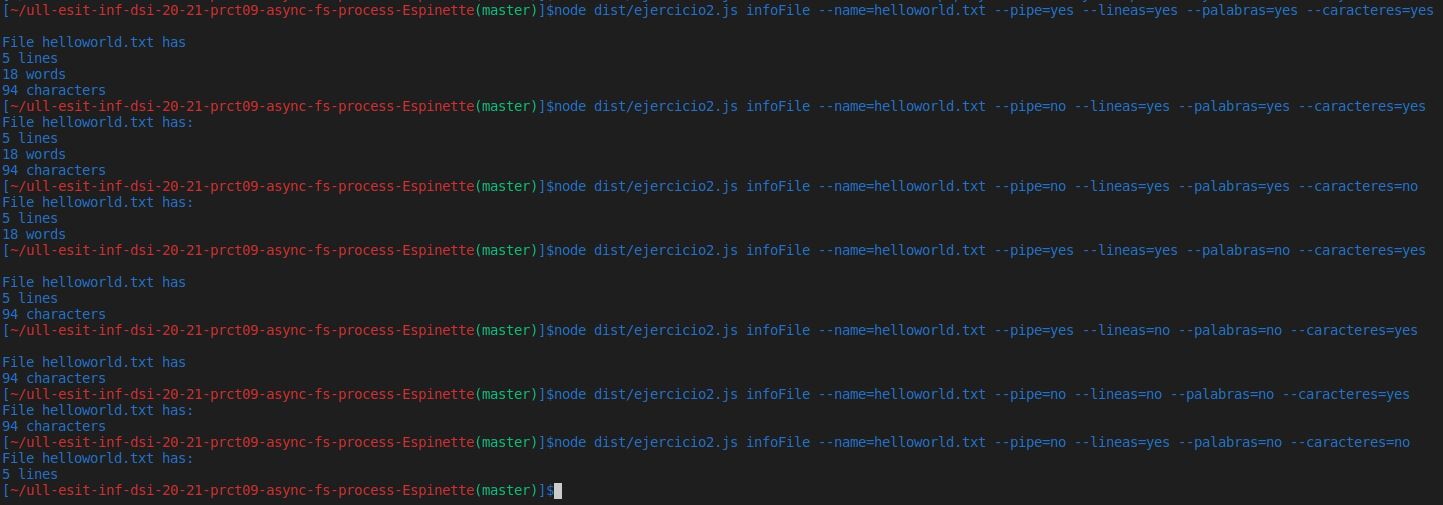 [~/ull-esit-inf-dsi-20-21-prct09-async-fs-process-Espinette(master)]$node dist/ejercicio2.js infoFile --name=helloworld.txt --pipe=yes --lineas=yes --palabras=yes --caracteres=yes
File helloworld.txt has
5 lines
18 words
94 characters
[~/ull-esit-inf-dsi-20-21-prct09-async-fs-process-Espinette(master)]$node dist/ejercicio2.js infoFile --name=helloworld.txt --pipe=no --lineas=yes --palabras=yes --caracteres=yes
File helloworld.txt has:
5 lines
18 words
94 characters
[~/ull-esit-inf-dsi-20-21-prct09-async-fs-process-Espinette(master)]$node dist/ejercicio2.js infoFile --name=helloworld.txt --pipe=no --lineas=yes --palabras=yes --caracteres=no
File helloworld.txt has:
5 lines
18 words
[~/ull-esit-inf-dsi-20-21-prct09-async-fs-process-Espinette(master)]$node dist/ejercicio2.js infoFile --name=helloworld.txt --pipe=yes --lineas=yes --palabras=no --caracteres=yes
File helloworld.txt has
5 lines
94 characters
[~/ull-esit-inf-dsi-20-21-prct09-async-fs-process-Espinette(master)]$node dist/ejercicio2.js infoFile --name=helloworld.txt --pipe=yes --lineas=no --palabras=no --caracteres=yes
File helloworld.txt has
94 characters
[~/ull-esit-inf-dsi-20-21-prct09-async-fs-process-Espinette(master)]$node dist/ejercicio2.js infoFile --name=helloworld.txt --pipe=no --lineas=no --palabras=no --caracteres=yes
File helloworld.txt has:
94 characters
[~/ull-esit-inf-dsi-20-21-prct09-async-fs-process-Espinette(master)]$node dist/ejercicio2.js infoFile --name=helloworld.txt --pipe=no --lineas=yes --palabras=no --caracteres=no
File helloworld.txt has:
5 lines
[~/ull-esit-inf-dsi-20-21-prct09-async-fs-process-Espinette(master)]$